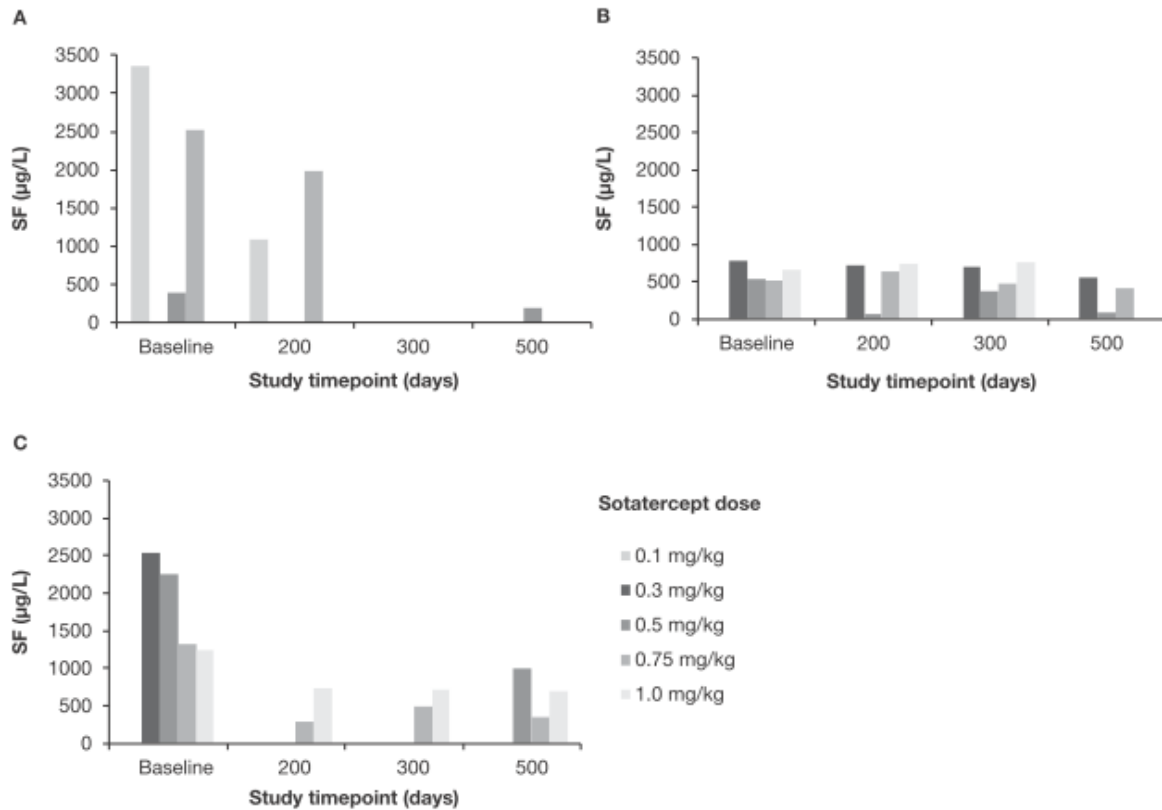 A
3500
3000
2500
2000
1500
1000
500
0
SF (µg/L)
Baseline 200 300 500
Study timepoint (days)
B
3500
3000
2500
2000
1500
1000
500
0
SF (µg/L)
Baseline 200 300 500
Study timepoint (days)
C
3500
3000
2500
2000
1500
1000
500
0
SF (µg/L)
Baseline 200 300 500
Study timepoint (days)
Sotatercept dose
0.1 mg/kg
0.3 mg/kg
0.5 mg/kg
0.75 mg/kg
1.0 mg/kg